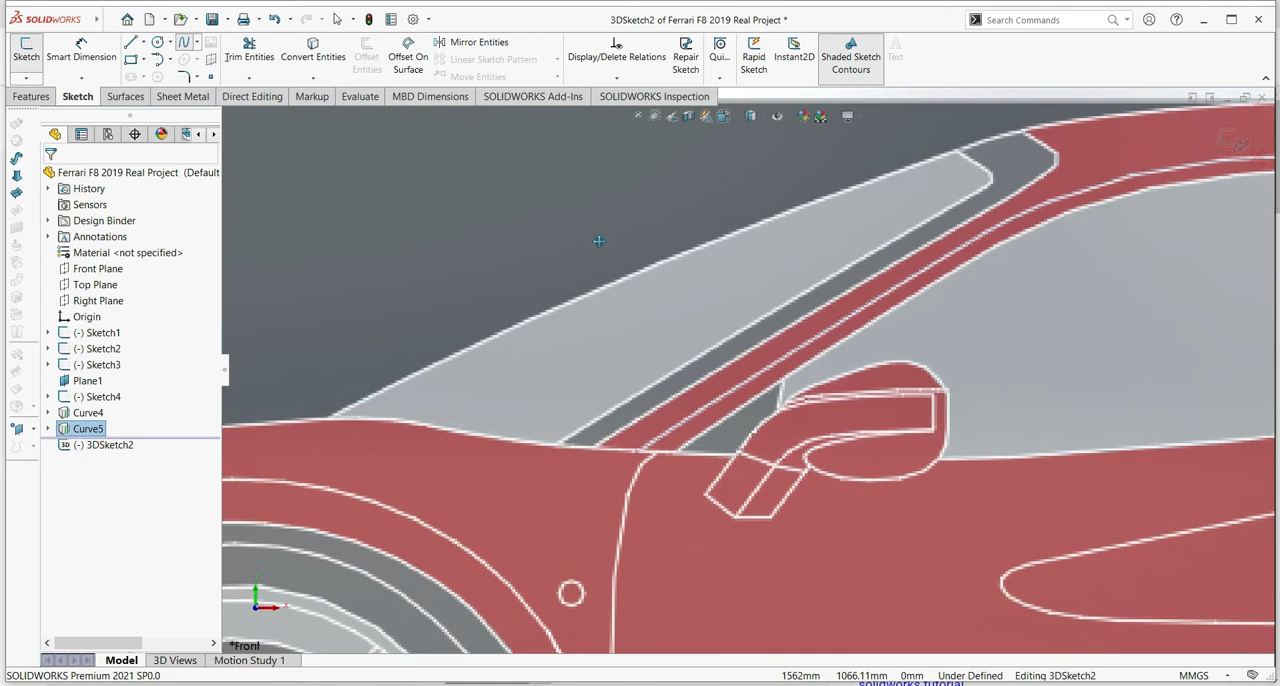 SOLIDWORKS
3DSketch2 of Ferrari F8 2019 Real Project *
Search Commands
Sketch
Smart Dimension
Trim Entities
Convert Entities
Offset Entities
Offset On Surface
Mirror Entities
Linear Sketch Pattern
Move Entities
Display/Delete Relations
Repair Sketch
Qui...
Rapid Sketch
Instant2D
Shaded Sketch Contours
Text
Features
Sketch
Surfaces
Sheet Metal
Direct Editing
Markup
Evaluate
MBD Dimensions
SOLIDWORKS Add-Ins
SOLIDWORKS Inspection
Ferrari F8 2019 Real Project (Default
History
Sensors
Design Binder
Annotations
Material <not specified>
Front Plane
Top Plane
Right Plane
Origin
(-) Sketch1
(-) Sketch2
(-) Sketch3
Plane1
(-) Sketch4
Curve4
Curve5
3D (-) 3DSketch2
Y
X
*Front
Model
3D Views
Motion Study 1
SOLIDWORKS Premium 2021 SP0.0
1562mm
1066.11mm
0mm
Under Defined
Editing 3DSketch2
MMGS
solidworks tutorial